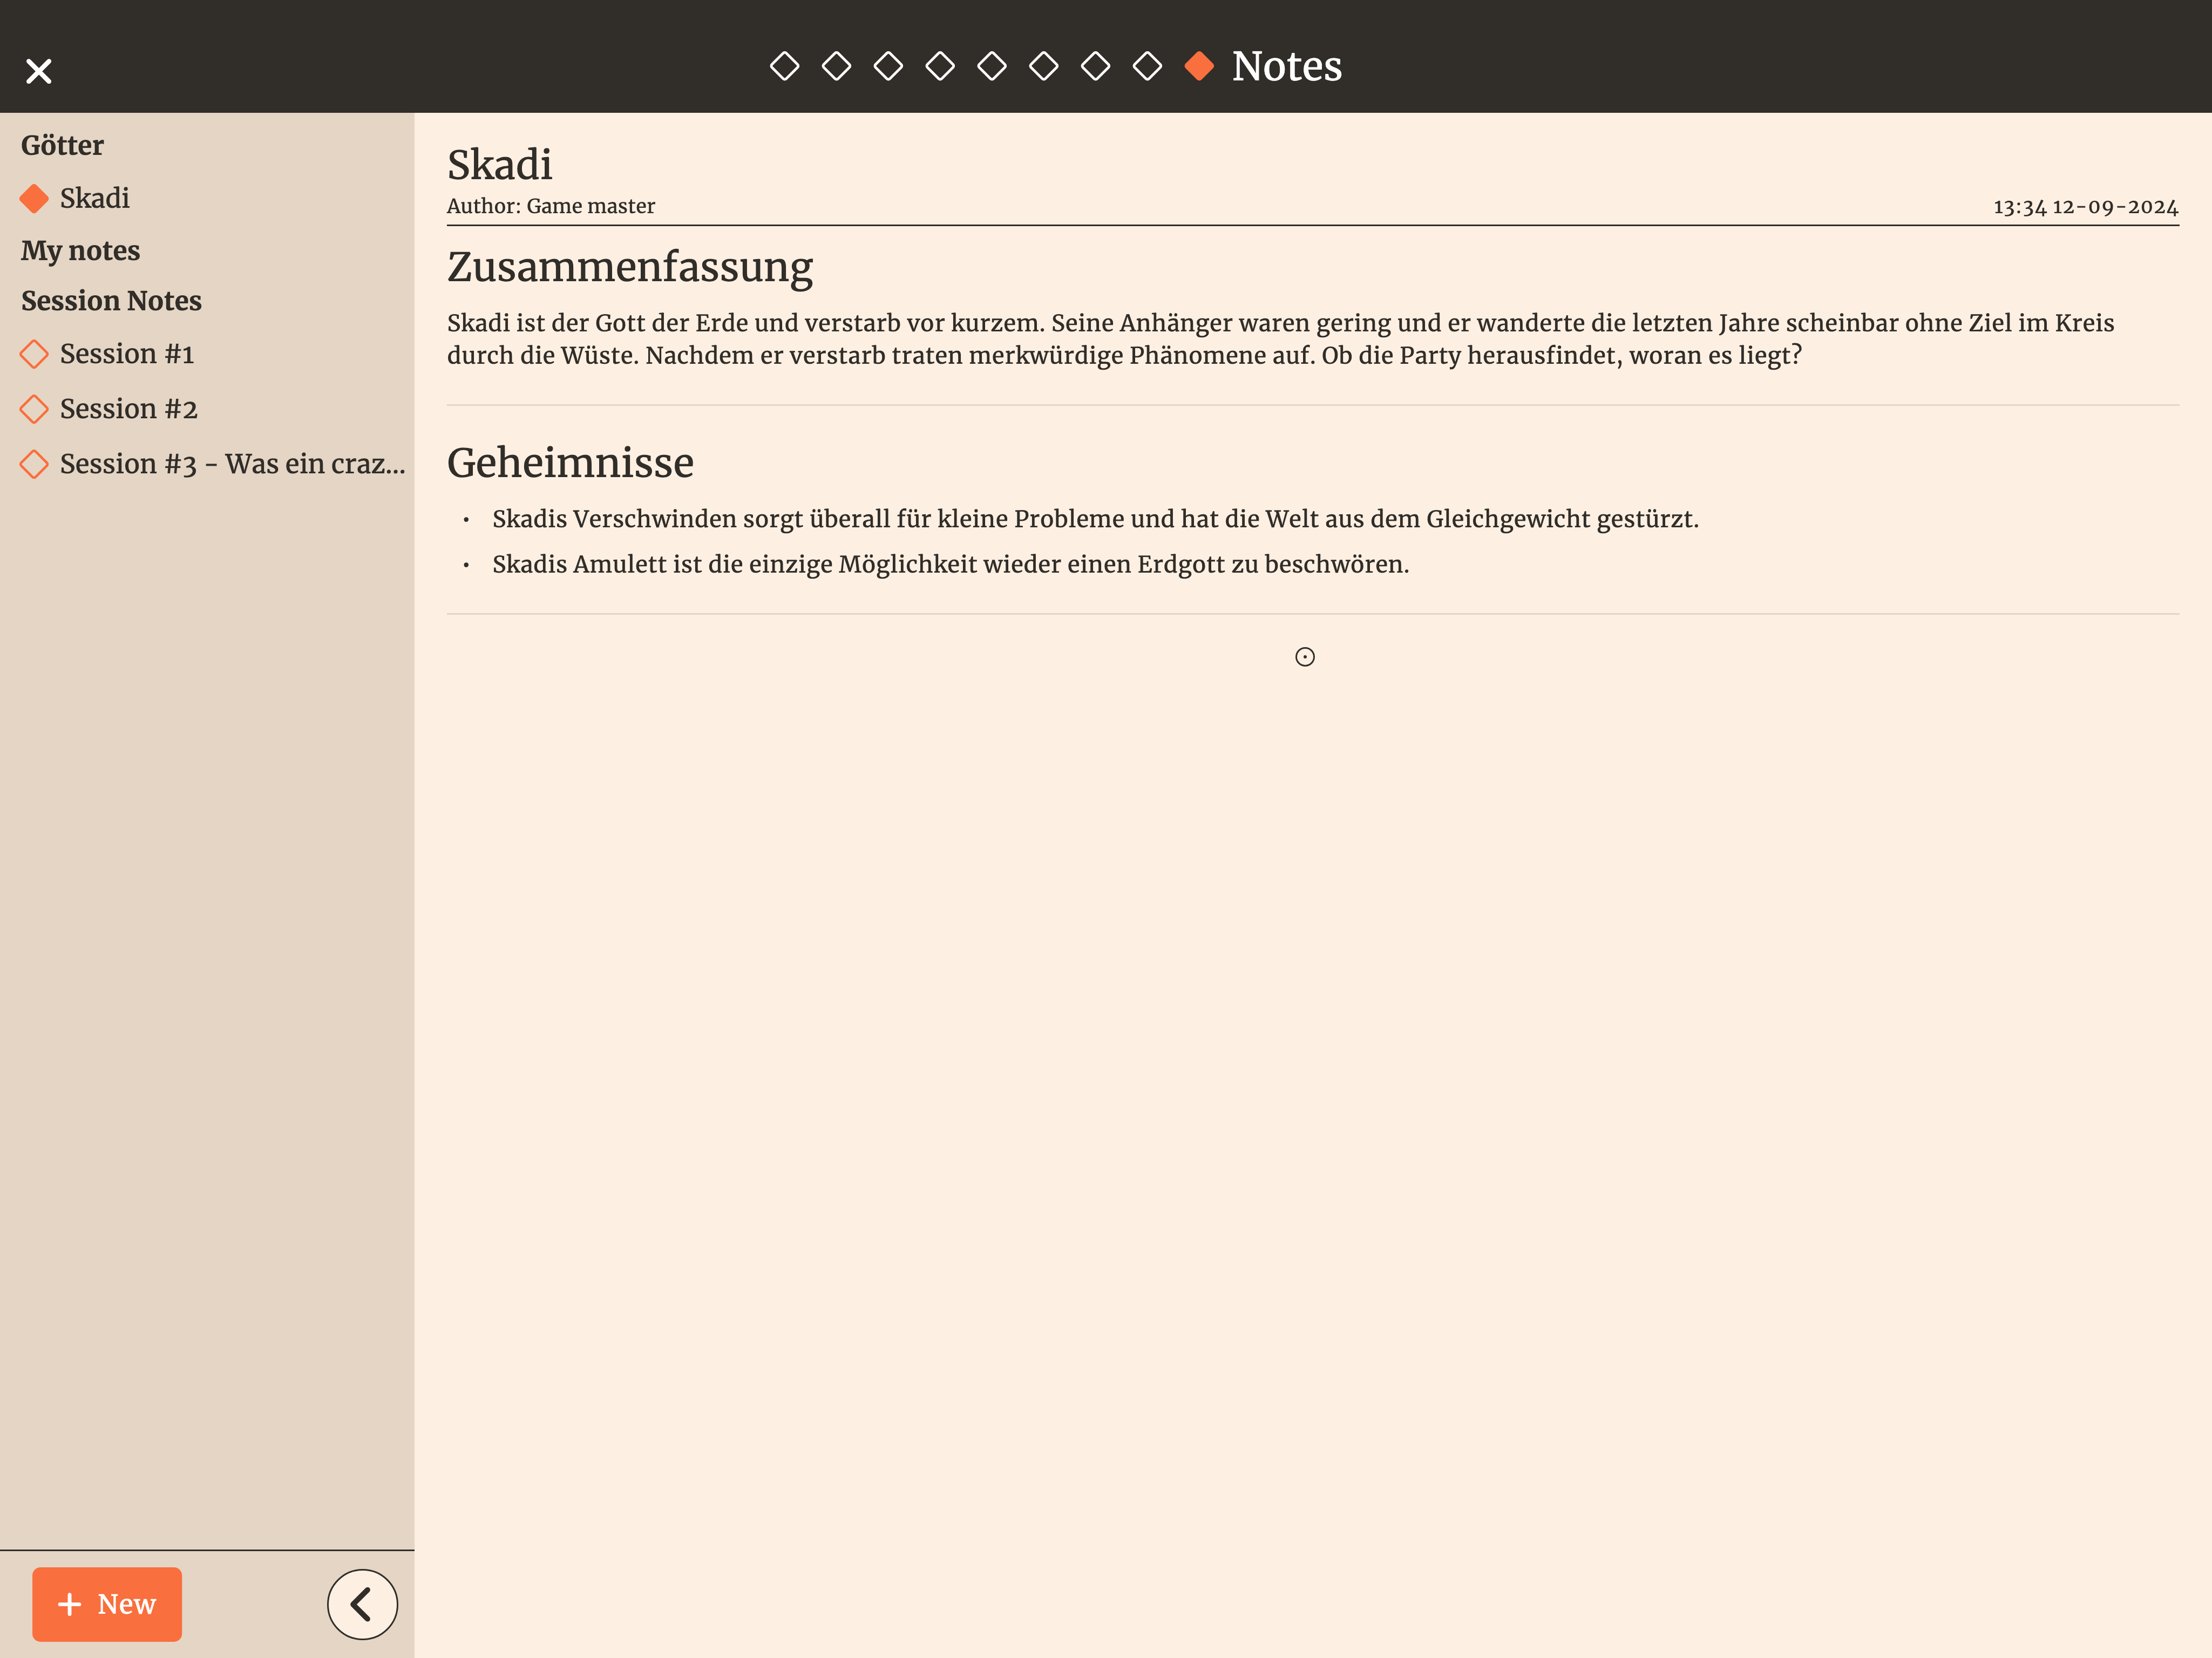 Notes
Götter
Skadi
My notes
Session Notes
Session #1
Session #2
Session #3 - Was ein craz...
New
Skadi
Author: Game master
13:34 12-09-2024
Zusammenfassung
Skadi ist der Gott der Erde und verstarb vor kurzem. Seine Anhänger waren gering und er wanderte die letzten Jahre scheinbar ohne Ziel im Kreis
durch die Wüste. Nachdem er verstarb traten merkwürdige Phänomene auf. Ob die Party herausfindet, woran es liegt?
Geheimnisse
• Skadis Verschwinden sorgt überall für kleine Probleme und hat die Welt aus dem Gleichgewicht gestürzt.
• Skadis Amulett ist die einzige Möglichkeit wieder einen Erdgott zu beschwören.